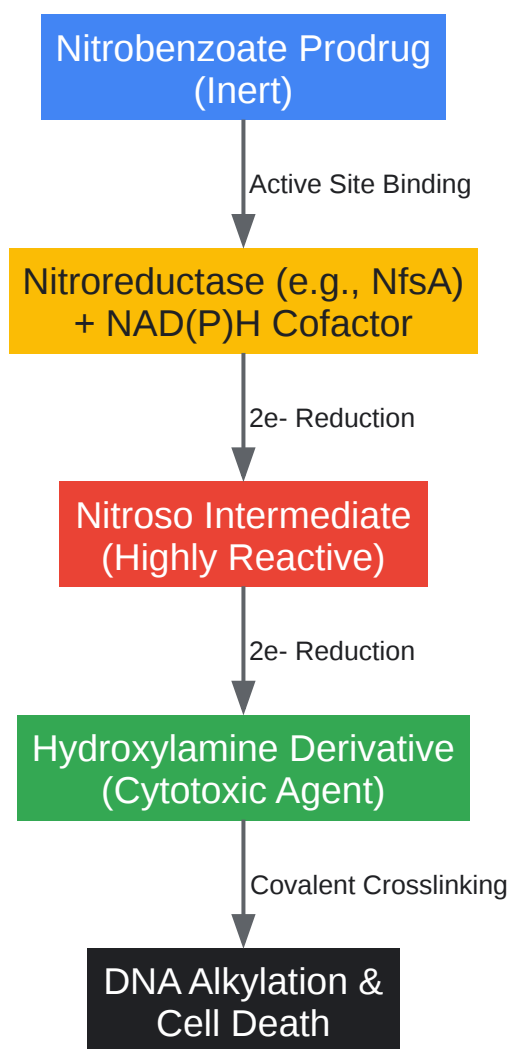 Nitrobenzoate Prodrug
(Inert)
Active Site Binding
Nitroreductase (e.g., NfsA)
+ NAD(P)H Cofactor
2e- Reduction
Nitroso Intermediate
(Highly Reactive)
2e- Reduction
Hydroxylamine Derivative
(Cytotoxic Agent)
Covalent Crosslinking
DNA Alkylation &
Cell Death